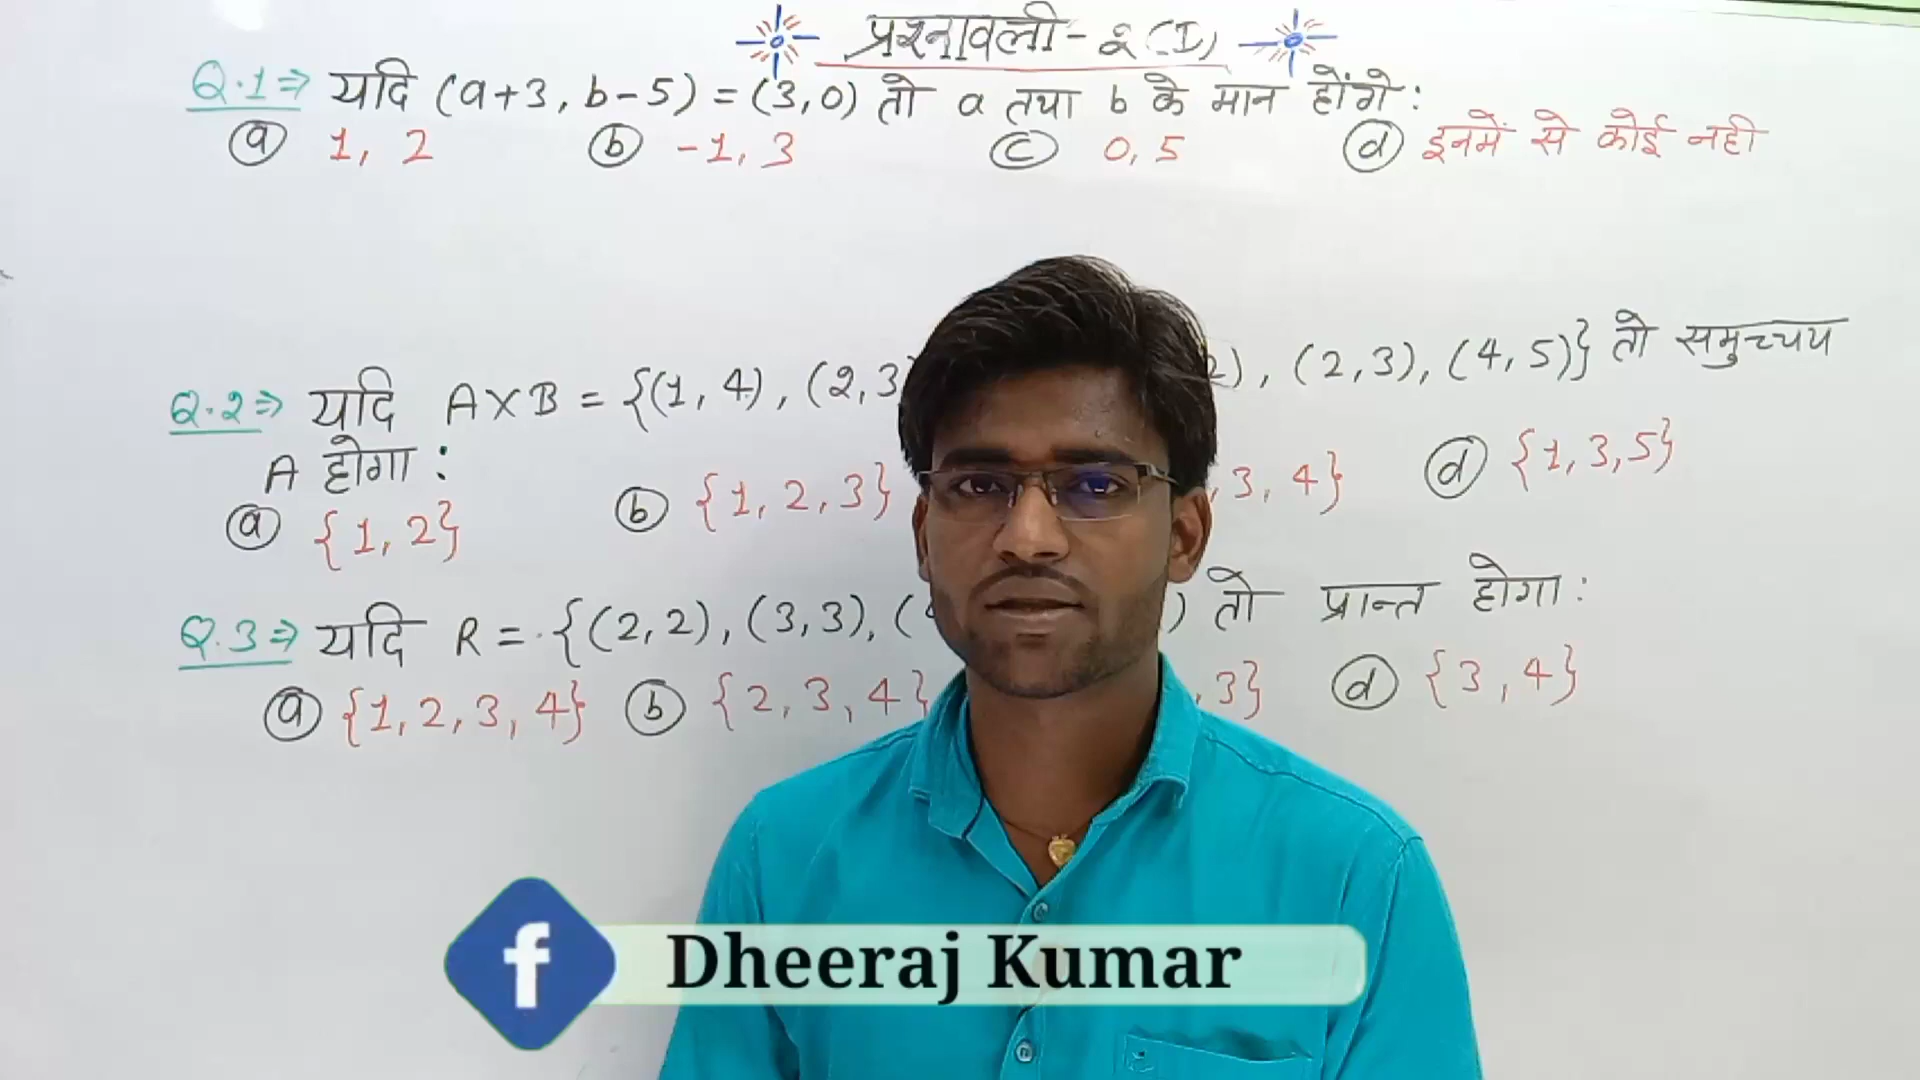 प्रश्नावली - 2 (I)
Q.1⇒ यदि (a+3, b-5) = (3,0) तो a तथा b के मान होंगे :
(a) 1, 2 (b) -1, 3 (c) 0, 5 (d) इनमें से कोई नही
Q.2⇒ यदि A×B = {(1, 4), (2,3 2), (2,3), (4,5)} तो समुच्चय
A होगा :
(a) {1, 2} (b) {1, 2, 3} , 3, 4} (d) {1, 3, 5}
Q.3⇒ यदि R = {(2,2), (3,3), ( ) तो प्रान्त होगा :
(a) {1, 2, 3, 4} (b) {2, 3, 4} , 3} (d) {3, 4}
f Dheeraj Kumar